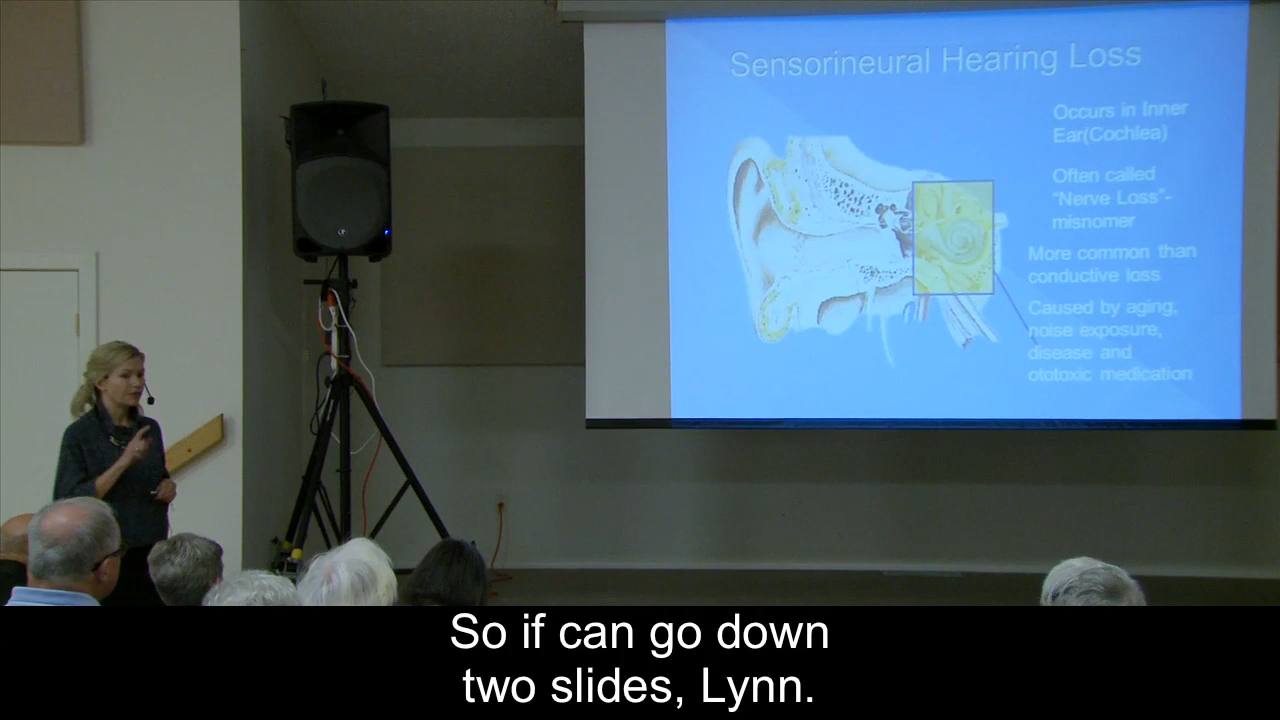 Sensorineural Hearing Loss
Occurs in Inner
Ear(Cochlea)
Often called
“Nerve Loss”-
misnomer
More common than
conductive loss
Caused by aging,
noise exposure,
disease and
ototoxic medication
So if can go down
two slides, Lynn.